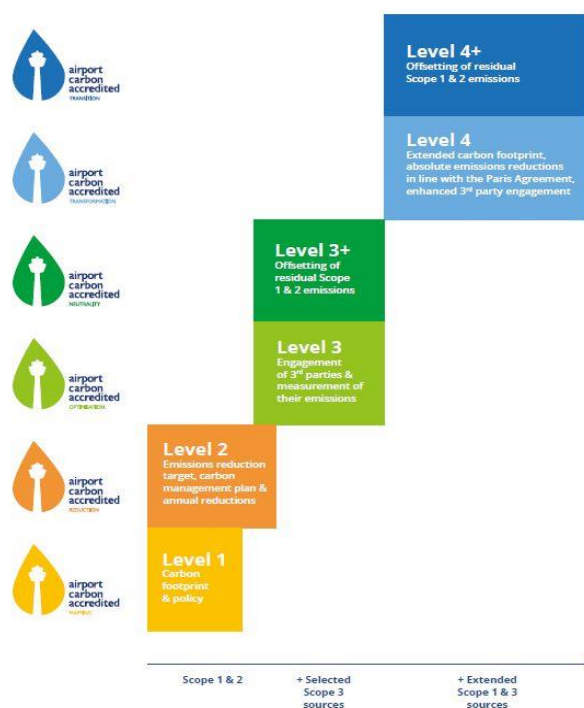 airport
carbon
accredited
TRANSITION
Level 4+
Offsetting of residual
Scope 1 & 2 emissions
airport
carbon
accredited
TRANSFORMATION
Level 4
Extended carbon footprint,
absolute emissions reductions
in line with the Paris Agreement,
enhanced 3rd party engagement
airport
carbon
accredited
NEUTRALITY
Level 3+
Offsetting of
residual Scope
1 & 2 emissions
airport
carbon
accredited
OPTIMISATION
Level 3
Engagement
of 3rd parties &
measurement of
their emissions
airport
carbon
accredited
REDUCTION
Level 2
Emissions reduction
target, carbon
management plan &
annual reductions
airport
carbon
accredited
MAPPING
Level 1
Carbon
footprint
& policy
Scope 1 & 2
+ Selected
Scope 3
sources
+ Extended
Scope 1 & 3
sources